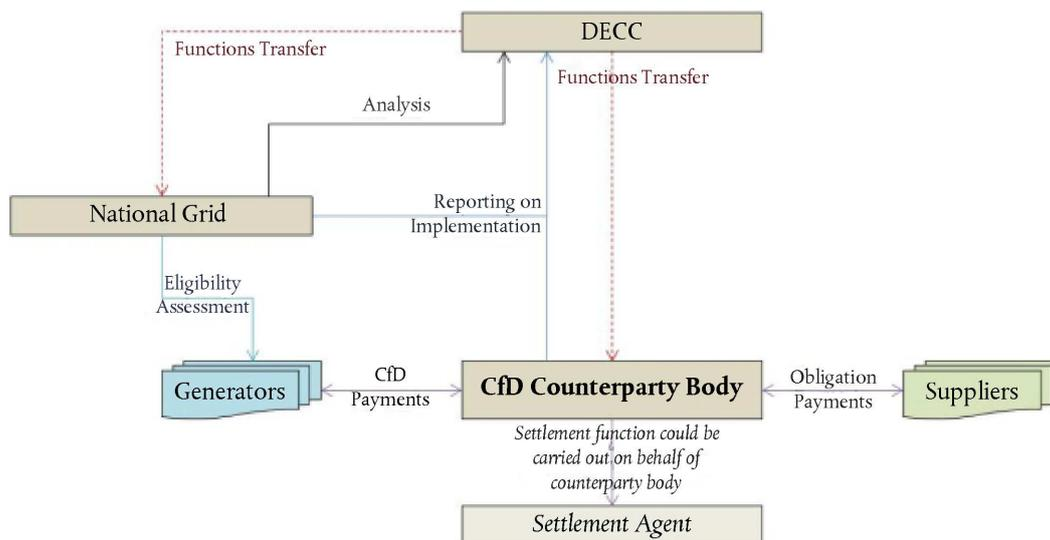 DECC
Functions Transfer
Functions Transfer
Analysis
National Grid
Reporting on
Implementation
Eligibility
Assessment
Generators
CfD
Payments
CfD Counterparty Body
Obligation
Payments
Suppliers
Settlement function could be
carried out on behalf of
counterparty body
Settlement Agent